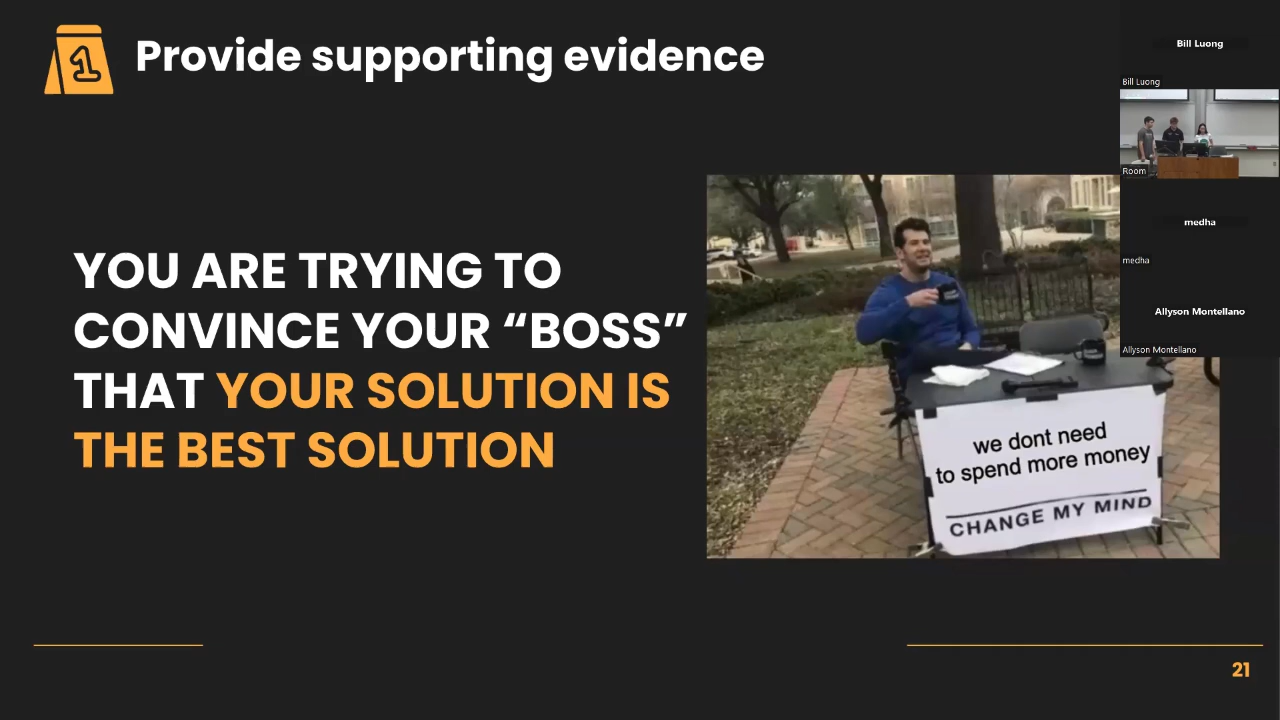 1
Provide supporting evidence
YOU ARE TRYING TO
CONVINCE YOUR “BOSS”
THAT YOUR SOLUTION IS
THE BEST SOLUTION
we dont need
to spend more money
CHANGE MY MIND
Bill Luong
Bill Luong
Room
medha
medha
Allyson Montellano
Allyson Montellano
21